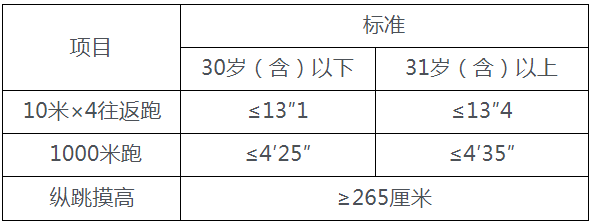 项目 标准
30岁（含）以下 31岁（含）以上
10米×4往返跑 ≤13″1 ≤13″4
1000米跑 ≤4′25″ ≤4′35″
纵跳摸高 ≥265厘米